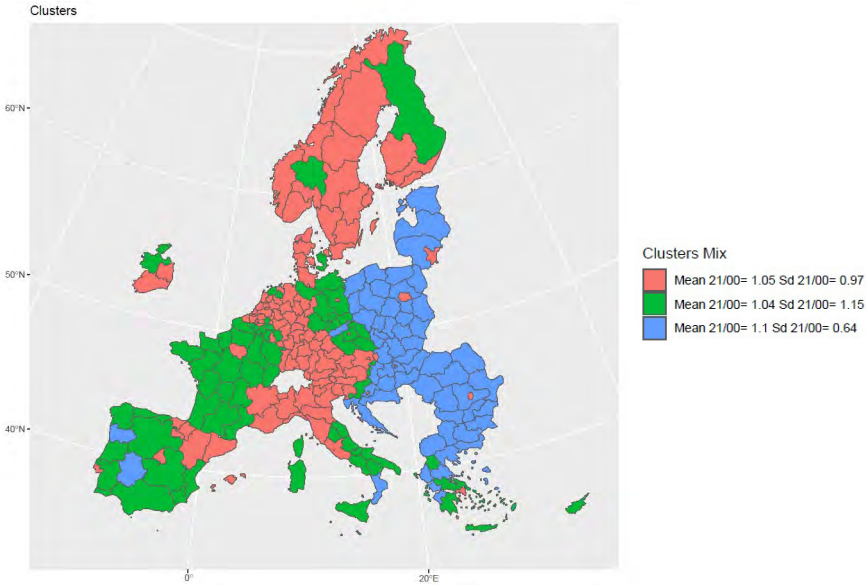 Clusters
60°N
50°N
40°N
0°
20°E
Clusters Mix
Mean 21/00= 1.05 Sd 21/00= 0.97
Mean 21/00= 1.04 Sd 21/00= 1.15
Mean 21/00= 1.1 Sd 21/00= 0.64